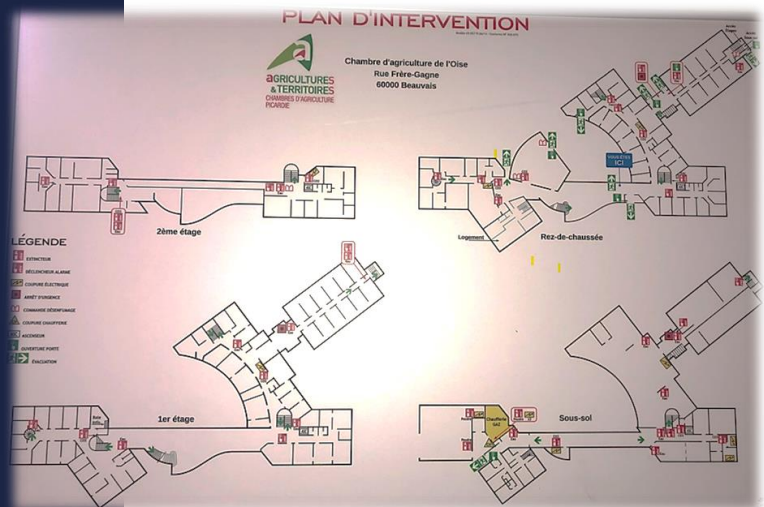 PLAN D'INTERVENTION
AGRICULTURES
& TERRITOIRES
CHAMBRES D'AGRICULTURE
PICARDIE
Chambre d'agriculture de l'Oise
Rue Frère-Gagne
60000 Beauvais
VOUS ÊTES
ICI
2ème étage
Logement
Rez-de-chaussée
LÉGENDE
EXTINCTEUR
DÉCLENCHEUR ALARME
COUPURE ÉLECTRIQUE
ARRÊT D'URGENCE
COMMANDE DÉSENFUMAGE
COUPURE CHAUFFERIE
ASCENSEUR
OUVERTURE PORTE
ÉVACUATION
1er étage
Sous-sol
Chaufferie
GAZ